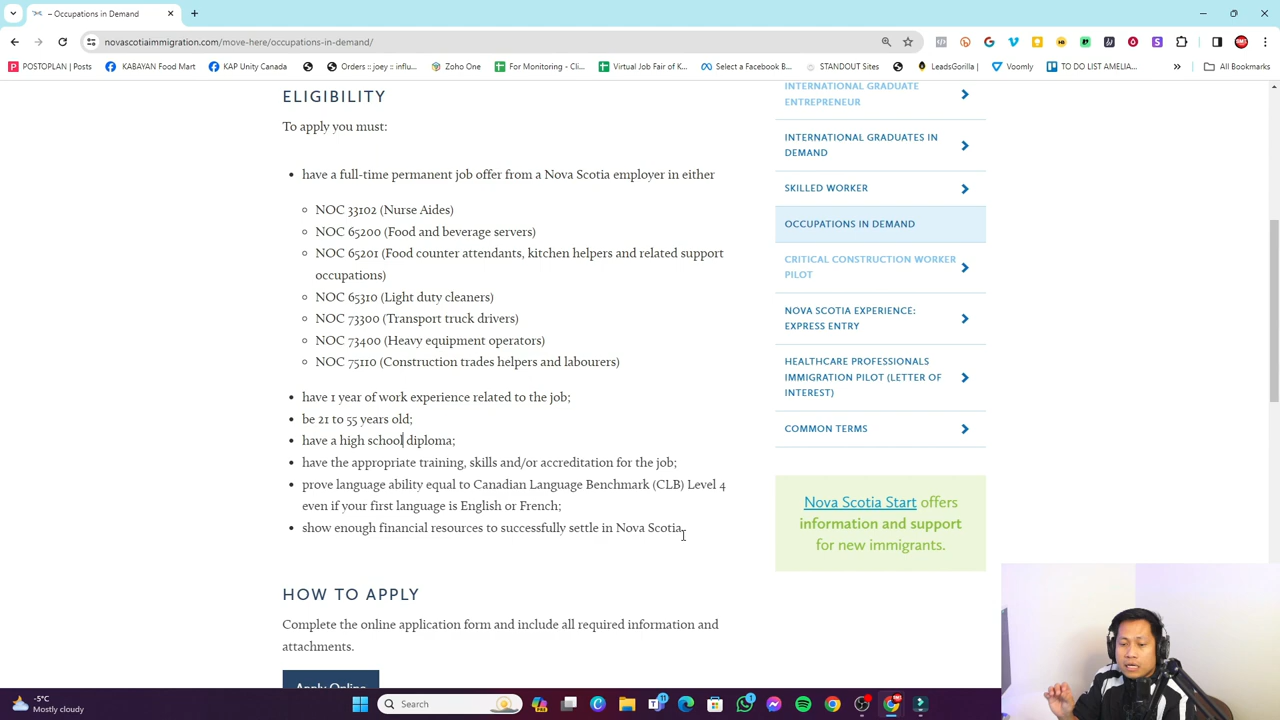 – Occupations in Demand
novascotiaimmigration.com/move-here/occupations-in-demand/
POSTOPLAN | Posts
KABAYAN Food Mart
KAP Unity Canada
Orders :: joey :: influ...
Zoho One
For Monitoring - Cli...
Virtual Job Fair of K...
Select a Facebook B...
STANDOUT Sites
LeadsGorilla |
Voomly
TO DO LIST AMELIA...
All Bookmarks
ELIGIBILITY
To apply you must:
have a full-time permanent job offer from a Nova Scotia employer in either
NOC 33102 (Nurse Aides)
NOC 65200 (Food and beverage servers)
NOC 65201 (Food counter attendants, kitchen helpers and related support
occupations)
NOC 65310 (Light duty cleaners)
NOC 73300 (Transport truck drivers)
NOC 73400 (Heavy equipment operators)
NOC 75110 (Construction trades helpers and labourers)
have 1 year of work experience related to the job;
be 21 to 55 years old;
have a high school diploma;
have the appropriate training, skills and/or accreditation for the job;
prove language ability equal to Canadian Language Benchmark (CLB) Level 4
even if your first language is English or French;
show enough financial resources to successfully settle in Nova Scotia.
HOW TO APPLY
Complete the online application form and include all required information and
attachments.
Apply Online
INTERNATIONAL GRADUATE
ENTREPRENEUR
INTERNATIONAL GRADUATES IN
DEMAND
SKILLED WORKER
OCCUPATIONS IN DEMAND
CRITICAL CONSTRUCTION WORKER
PILOT
NOVA SCOTIA EXPERIENCE:
EXPRESS ENTRY
HEALTHCARE PROFESSIONALS
IMMIGRATION PILOT (LETTER OF
INTEREST)
COMMON TERMS
Nova Scotia Start offers
information and support
for new immigrants.
-5°C
Mostly cloudy
Search